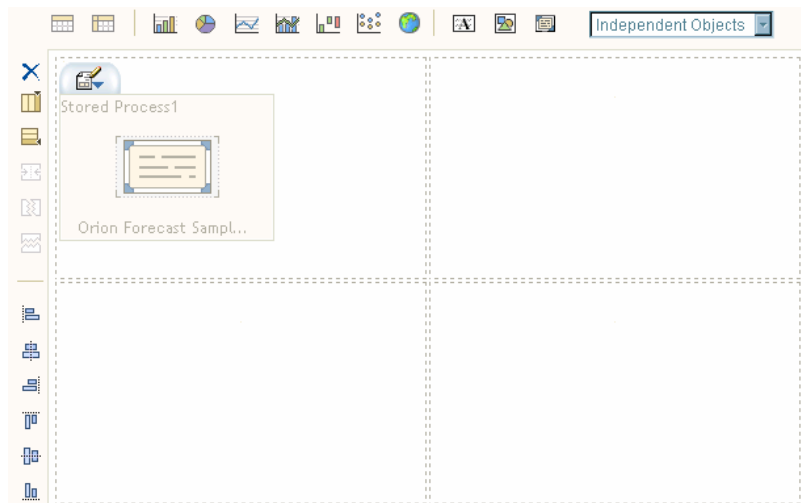 A
Independent Objects
Stored Process1
Orion Forecast Sampl...